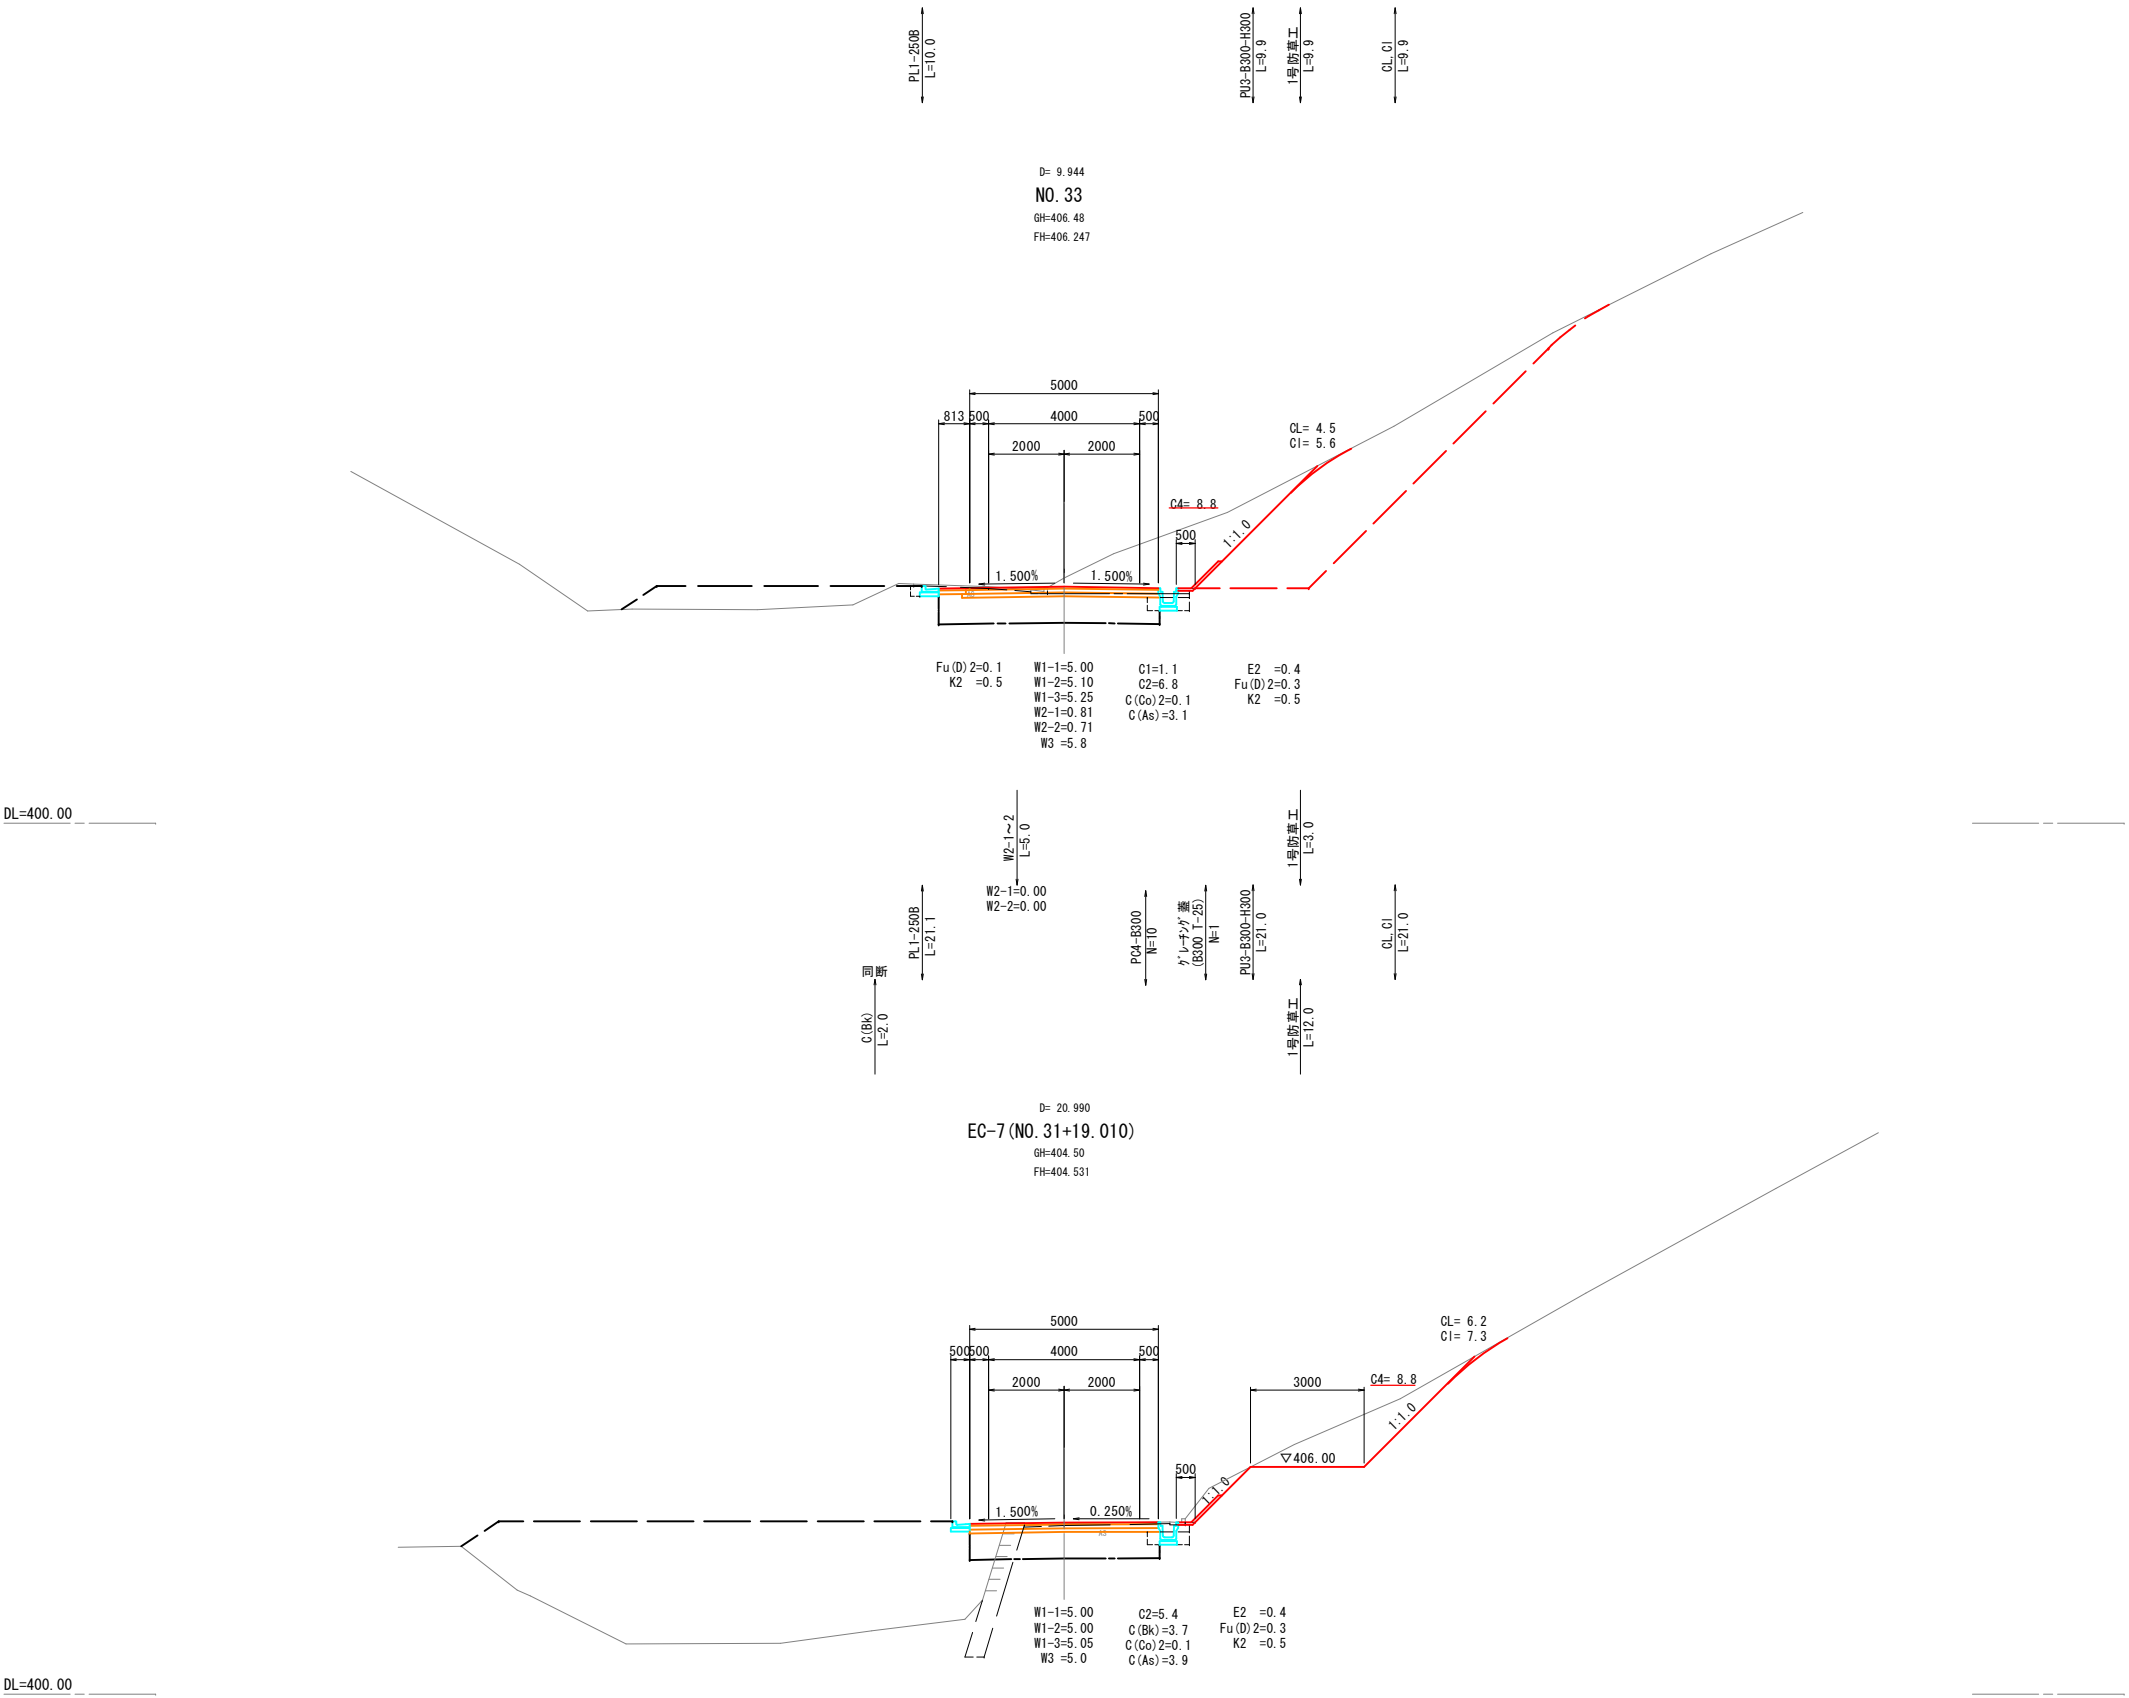 PL1-250B
L=10.0
PU3-B300-H300
L=9.9
1号防草工
L=9.9
CL,CI
L=9.9
D= 9.944
NO.33
GH=406.48
FH=406.247
5000
813 500 4000 500
2000 2000
CL= 4.5
CI= 5.6
C4= 8.8
500
1:1.0
1.500% 1.500%
AS
Fu(D)2=0.1
K2 =0.5
W1-1=5.00
W1-2=5.10
W1-3=5.25
W2-1=0.81
W2-2=0.71
W3 =5.8
C1=1.1
C2=6.8
C(Co)2=0.1
C(As)=3.1
E2 =0.4
Fu(D)2=0.3
K2 =0.5
DL=400.00
W2-1～2
L=5.0
1号防草工
L=3.0
W2-1=0.00
W2-2=0.00
PL1-250B
L=21.1
PC4-B300
N=10
グレーチング蓋
(B300 T-25)
N=1
PU3-B300-H300
L=21.0
CL,CI
L=21.0
同断
C(Bk)
L=2.0
1号防草工
L=12.0
D= 20.990
EC-7(NO.31+19.010)
GH=404.50
FH=404.531
5000
500 500 4000 500
2000 2000
CL= 6.2
CI= 7.3
3000
C4= 8.8
1:1.0
▽406.00
500
1:1.0
1.500% 0.250%
AS
W1-1=5.00
W1-2=5.00
W1-3=5.05
W3 =5.0
C2=5.4
C(Bk)=3.7
C(Co)2=0.1
C(As)=3.9
E2 =0.4
Fu(D)2=0.3
K2 =0.5
DL=400.00